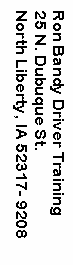 Ron Bandy Driver Training
25 N. Dubuque St.
North Liberty, IA 52317- 9208